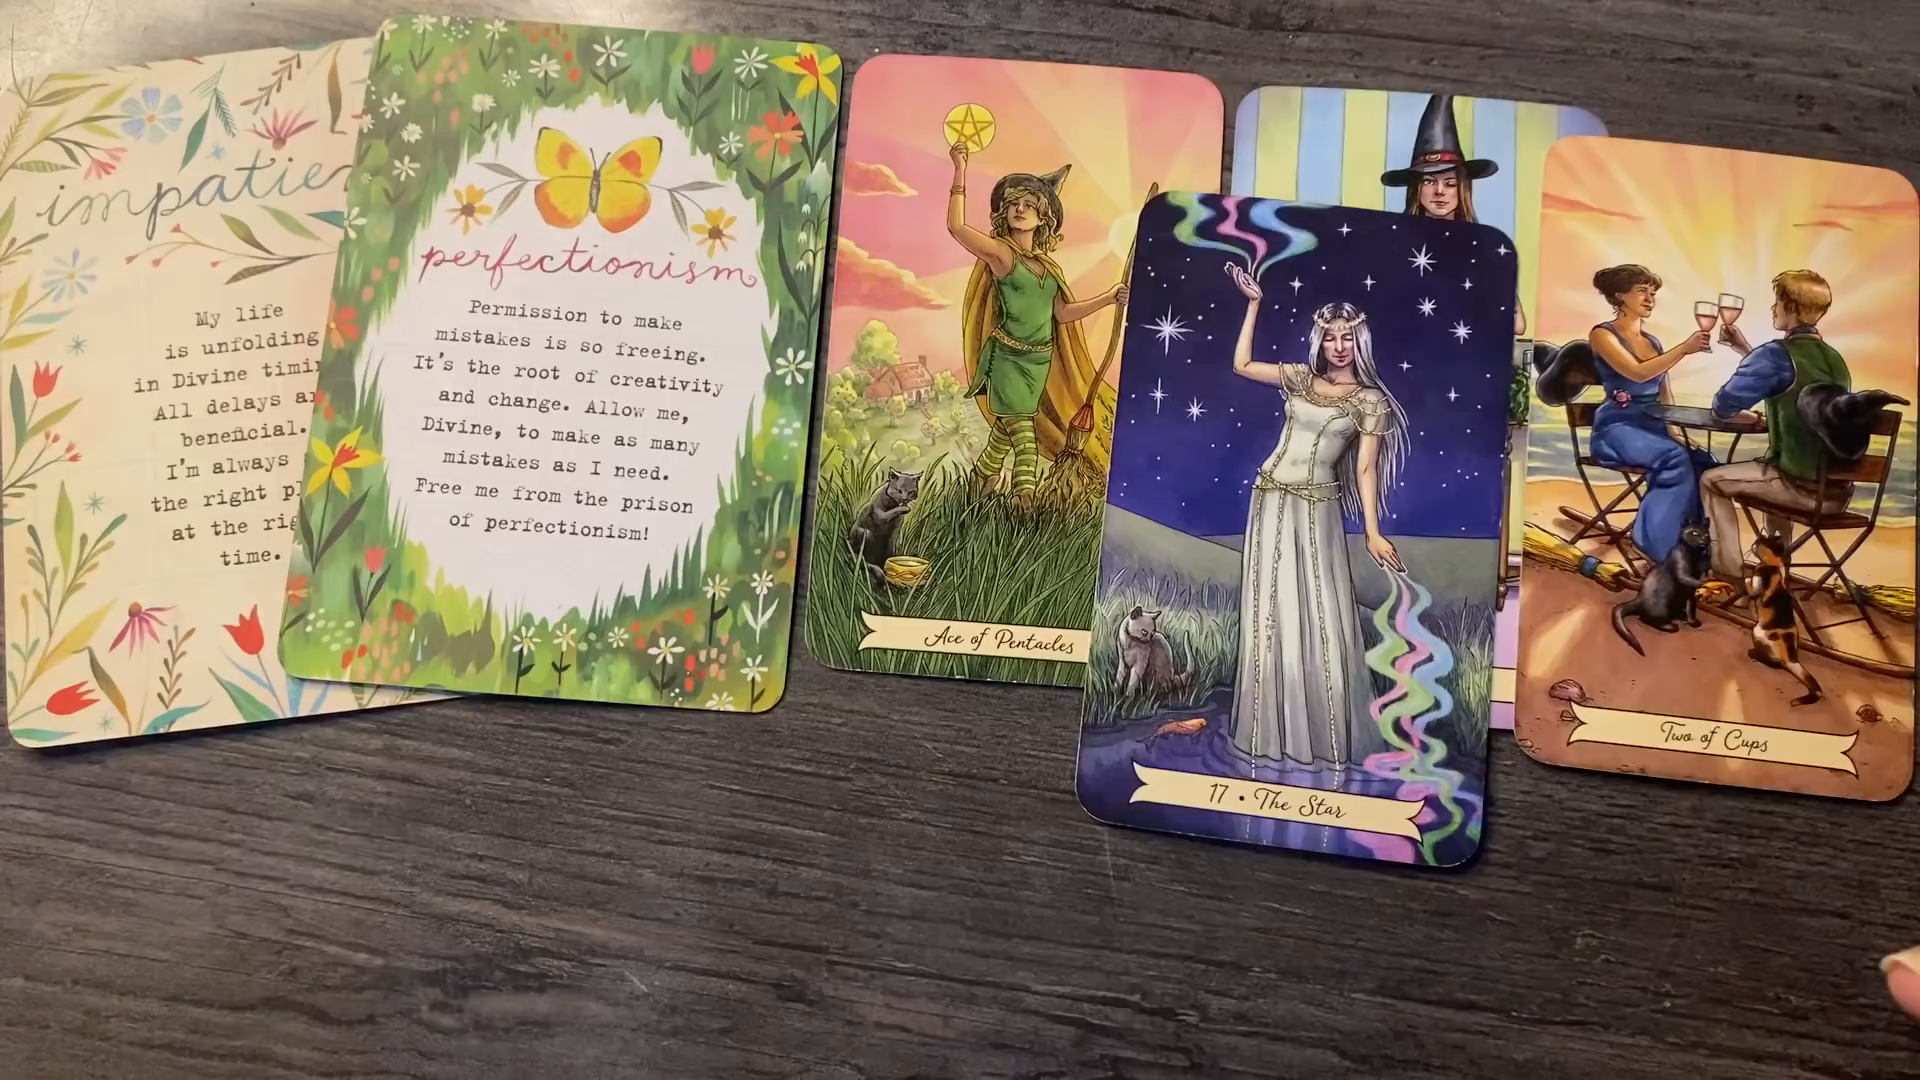 impatie
My life
is unfolding
in Divine timin
All delays a
beneficial.
I'm always
the right p
at the rig
time.
perfectionism
Permission to make
mistakes is so freeing.
It's the root of creativity
and change. Allow me,
Divine, to make as many
mistakes as I need.
Free me from the prison
of perfectionism!
Ace of Pentacles
17 • The Star
Two of Cups